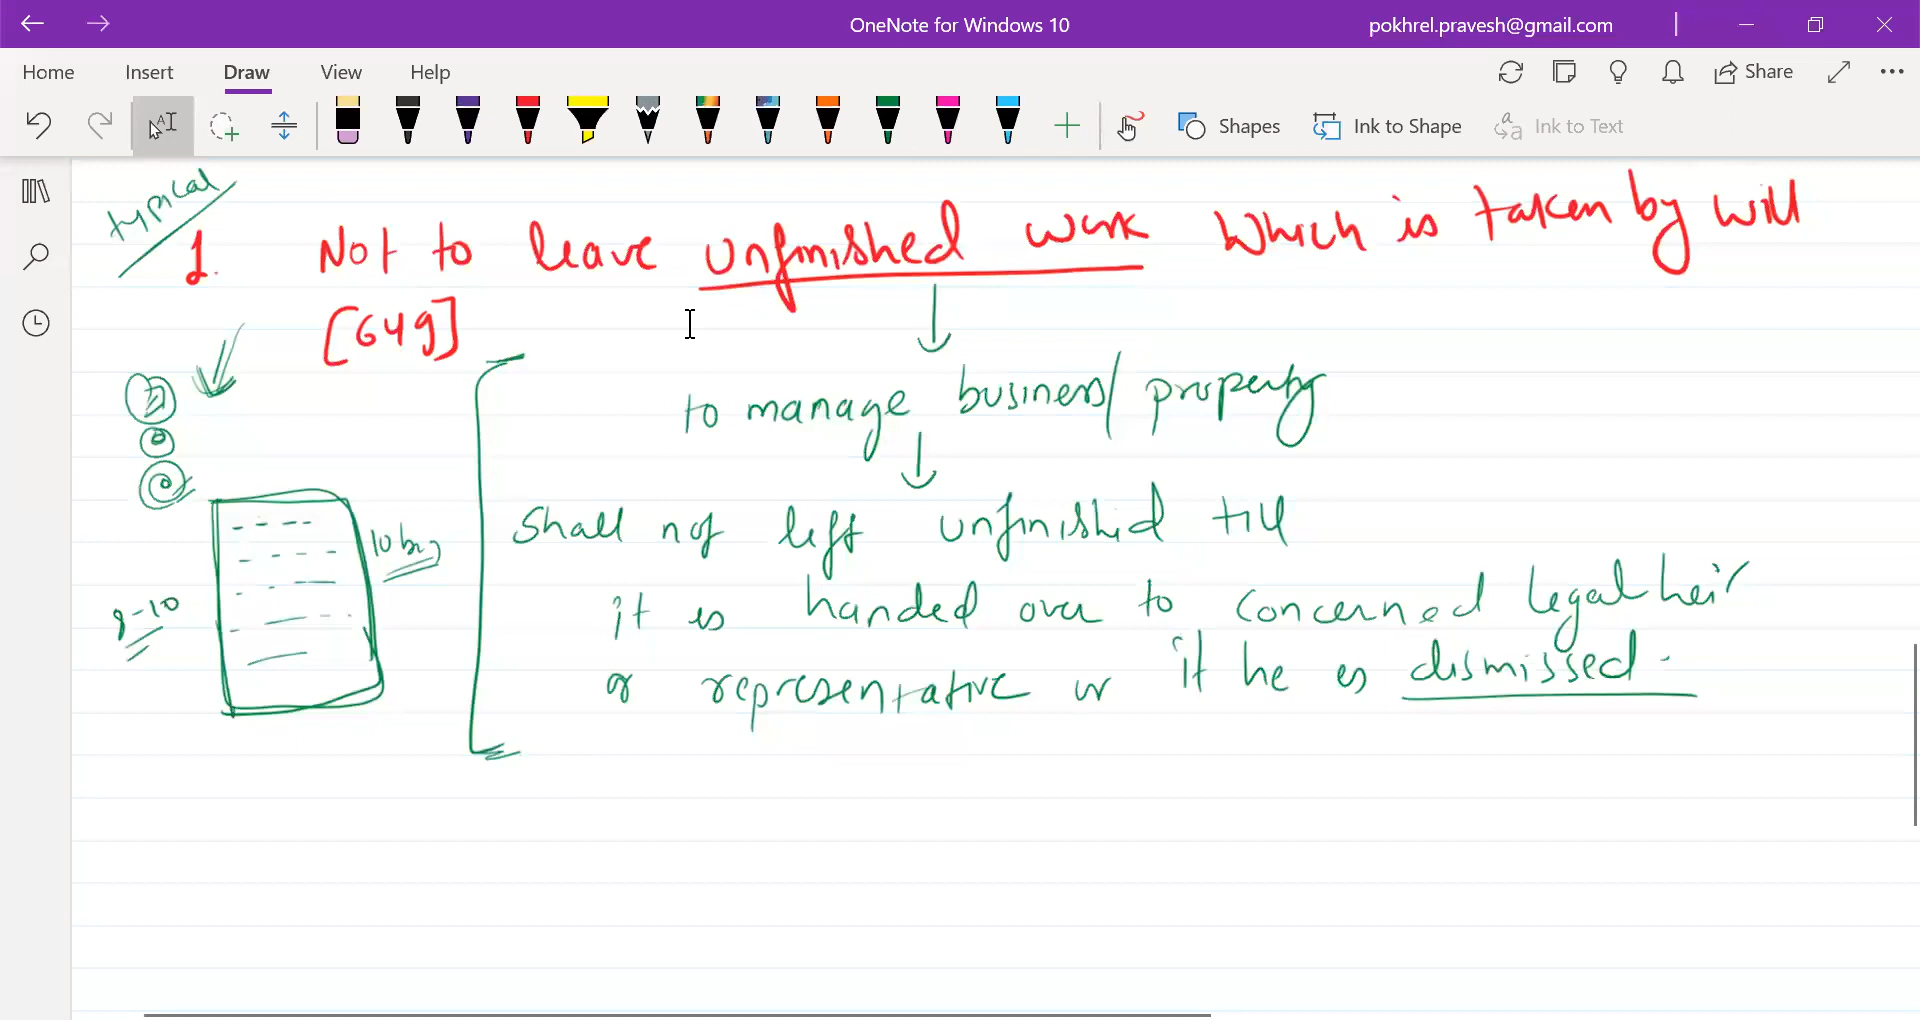 OneNote for Windows 10
pokhrel.pravesh@gmail.com
Home Insert Draw View Help
Share
Shapes Ink to Shape Ink to Text
typical
1. Not to leave unfinished work which is taken by will
[649]
to manage business/property
shall not left unfinished till
it is handed over to concerned legal heir
or representative or if he is dismissed.
8-10